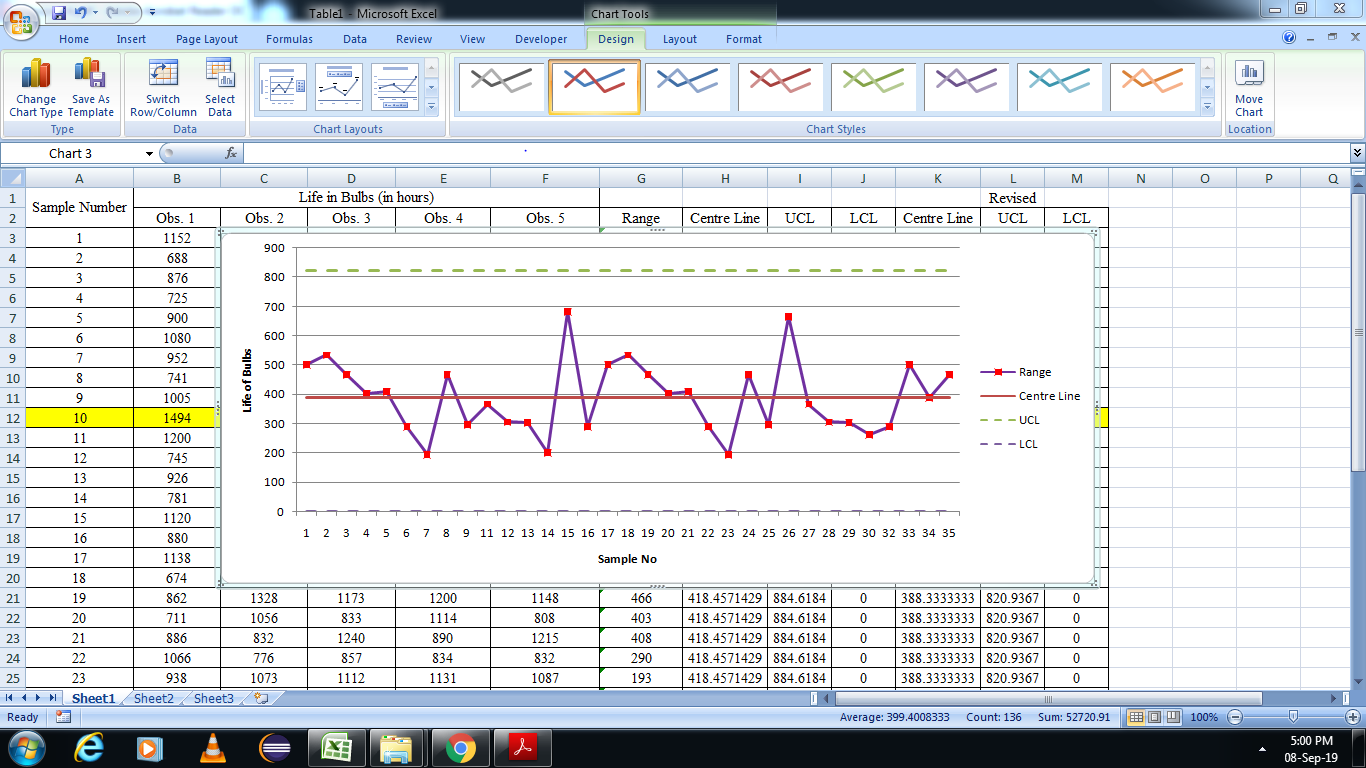 Table1 - Microsoft Excel Chart Tools
Home Insert Page Layout Formulas Data Review View Developer Design Layout Format
Change Chart Type
Save As Template
Switch Row/Column
Select Data
Move Chart
Type Data Chart Layouts Chart Styles Location
Chart 3 fx
A B C D E F G H I J K L M N O P Q
1 Sample Number Life in Bulbs (in hours) Revised
2 Obs. 1 Obs. 2 Obs. 3 Obs. 4 Obs. 5 Range Centre Line UCL LCL Centre Line UCL LCL
3 1 1152
4 2 688
5 3 876
6 4 725
7 5 900
8 6 1080
9 7 952
10 8 741
11 9 1005
12 10 1494
13 11 1200
14 12 745
15 13 926
16 14 781
17 15 1120
18 16 880
19 17 1138
20 18 674
900
800
700
600
500
400
300
200
100
0
Life of Bulbs
1 2 3 4 5 6 7 8 9 11 12 13 14 15 16 17 18 19 20 21 22 23 24 25 26 27 28 29 30 32 33 34 35
Sample No
Range
Centre Line
UCL
LCL
21 19 862 1328 1173 1200 1148 466 418.4571429 884.6184 0 388.3333333 820.9367 0
22 20 711 1056 833 1114 808 403 418.4571429 884.6184 0 388.3333333 820.9367 0
23 21 886 832 1240 890 1215 408 418.4571429 884.6184 0 388.3333333 820.9367 0
24 22 1066 776 857 834 832 290 418.4571429 884.6184 0 388.3333333 820.9367 0
25 23 938 1073 1112 1131 1087 193 418.4571429 884.6184 0 388.3333333 820.9367 0
Sheet1 Sheet2 Sheet3
Ready Average: 399.4008333 Count: 136 Sum: 52720.91 100%
5:00 PM
08-Sep-19